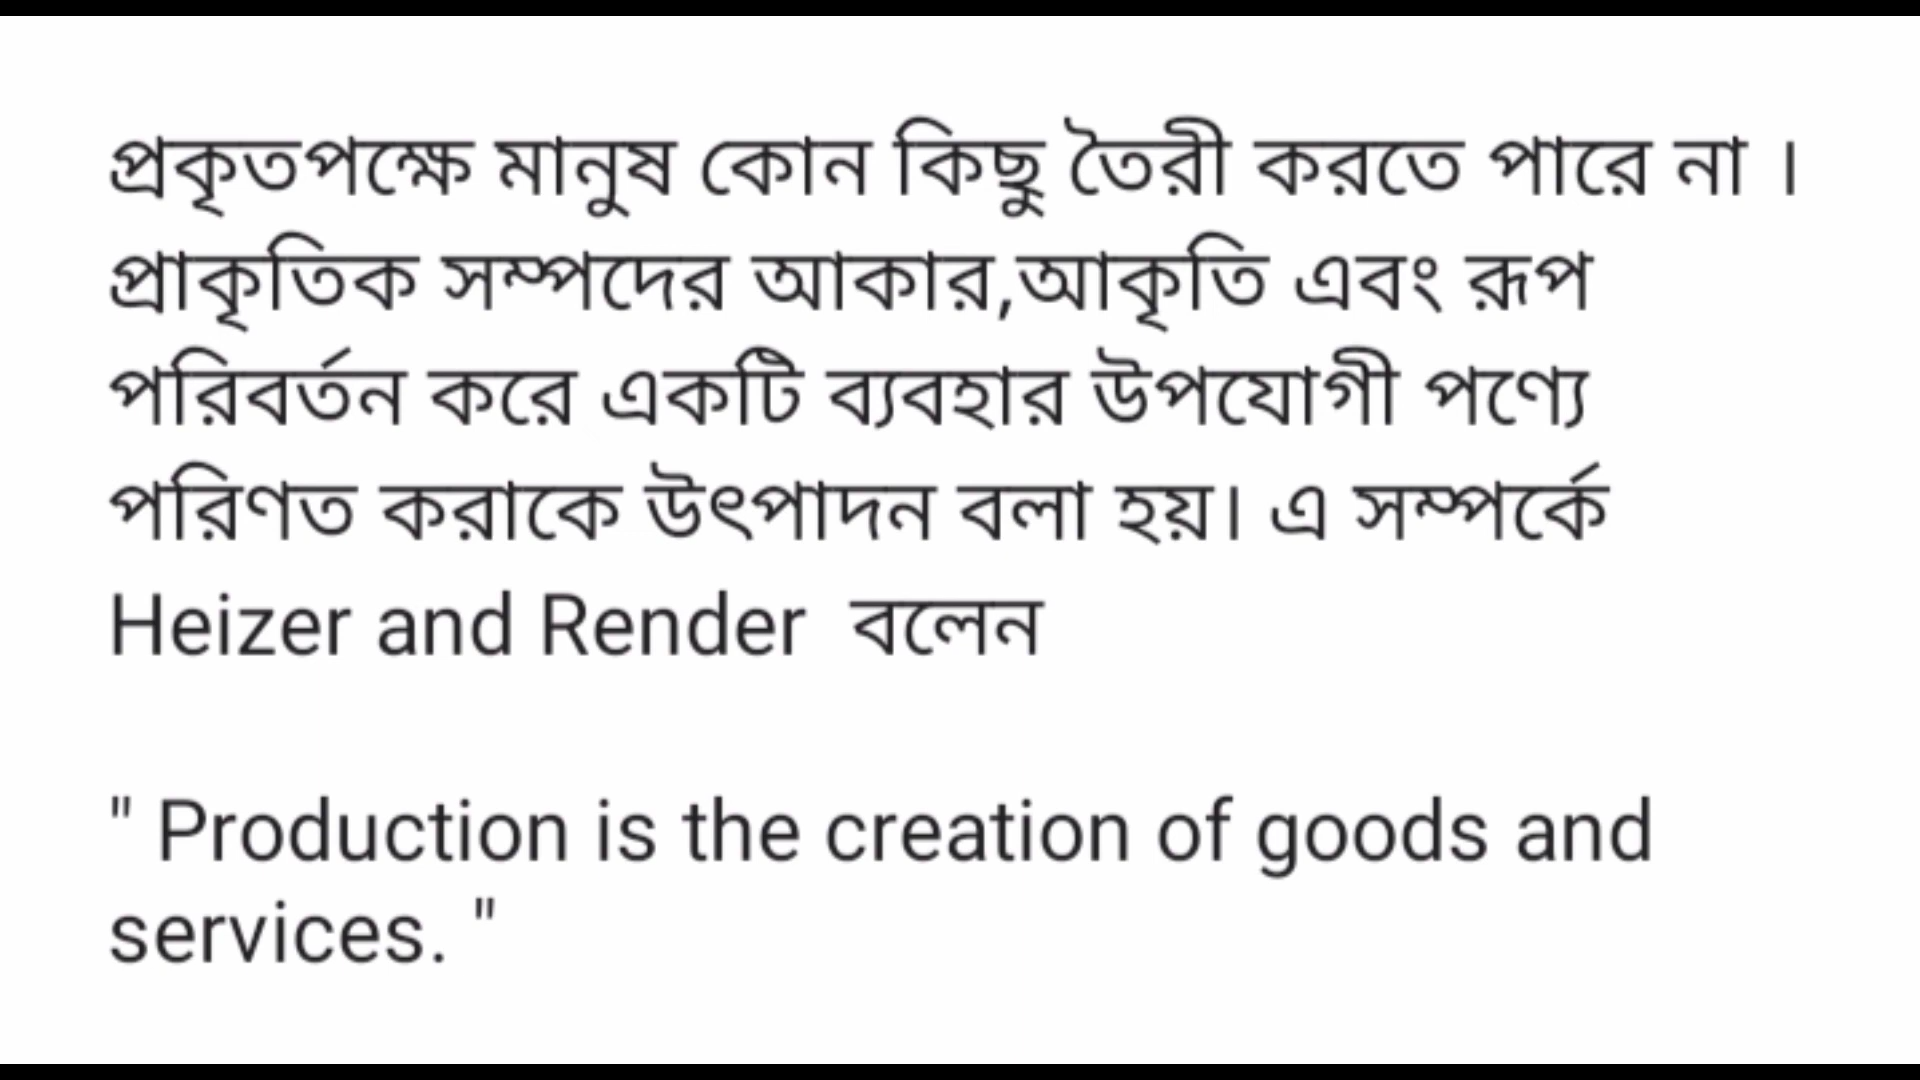 প্রকৃতপক্ষে মানুষ কোন কিছু তৈরী করতে পারে না ।
প্রাকৃতিক সম্পদের আকার,আকৃতি এবং রূপ
পরিবর্তন করে একটি ব্যবহার উপযোগী পণ্যে
পরিণত করাকে উৎপাদন বলা হয়। এ সম্পর্কে
Heizer and Render বলেন
" Production is the creation of goods and
services. "